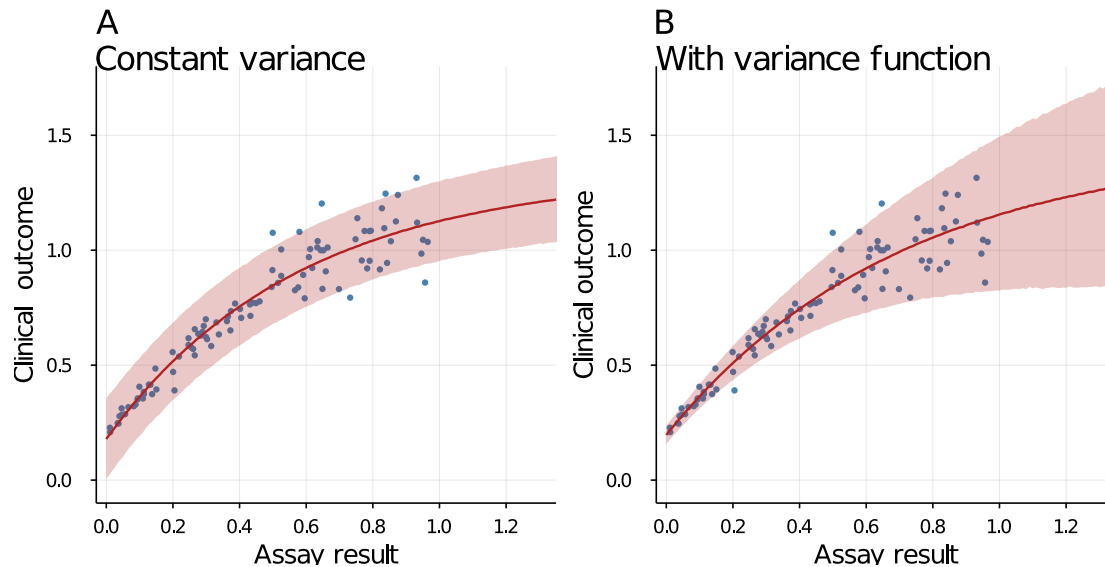 A
Constant variance
Clinical outcome
1.5
1.0
0.5
0.0
0.0 0.2 0.4 0.6 0.8 1.0 1.2
Assay result
B
With variance function
Clinical outcome
1.5
1.0
0.5
0.0
0.0 0.2 0.4 0.6 0.8 1.0 1.2
Assay result